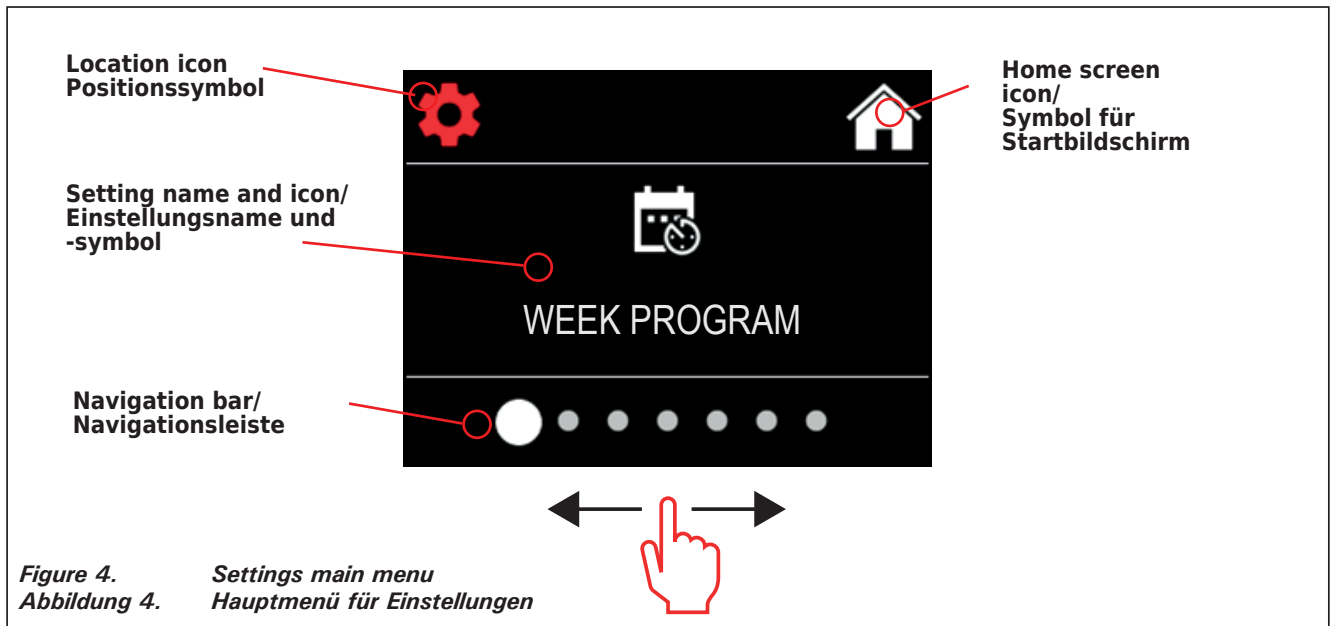 Location icon
Positionssymbol
Home screen
icon/
Symbol für
Startbildschirm
Setting name and icon/
Einstellungsname und
-symbol
WEEK PROGRAM
Navigation bar/
Navigationsleiste
Figure 4. Settings main menu
Abbildung 4. Hauptmenü für Einstellungen